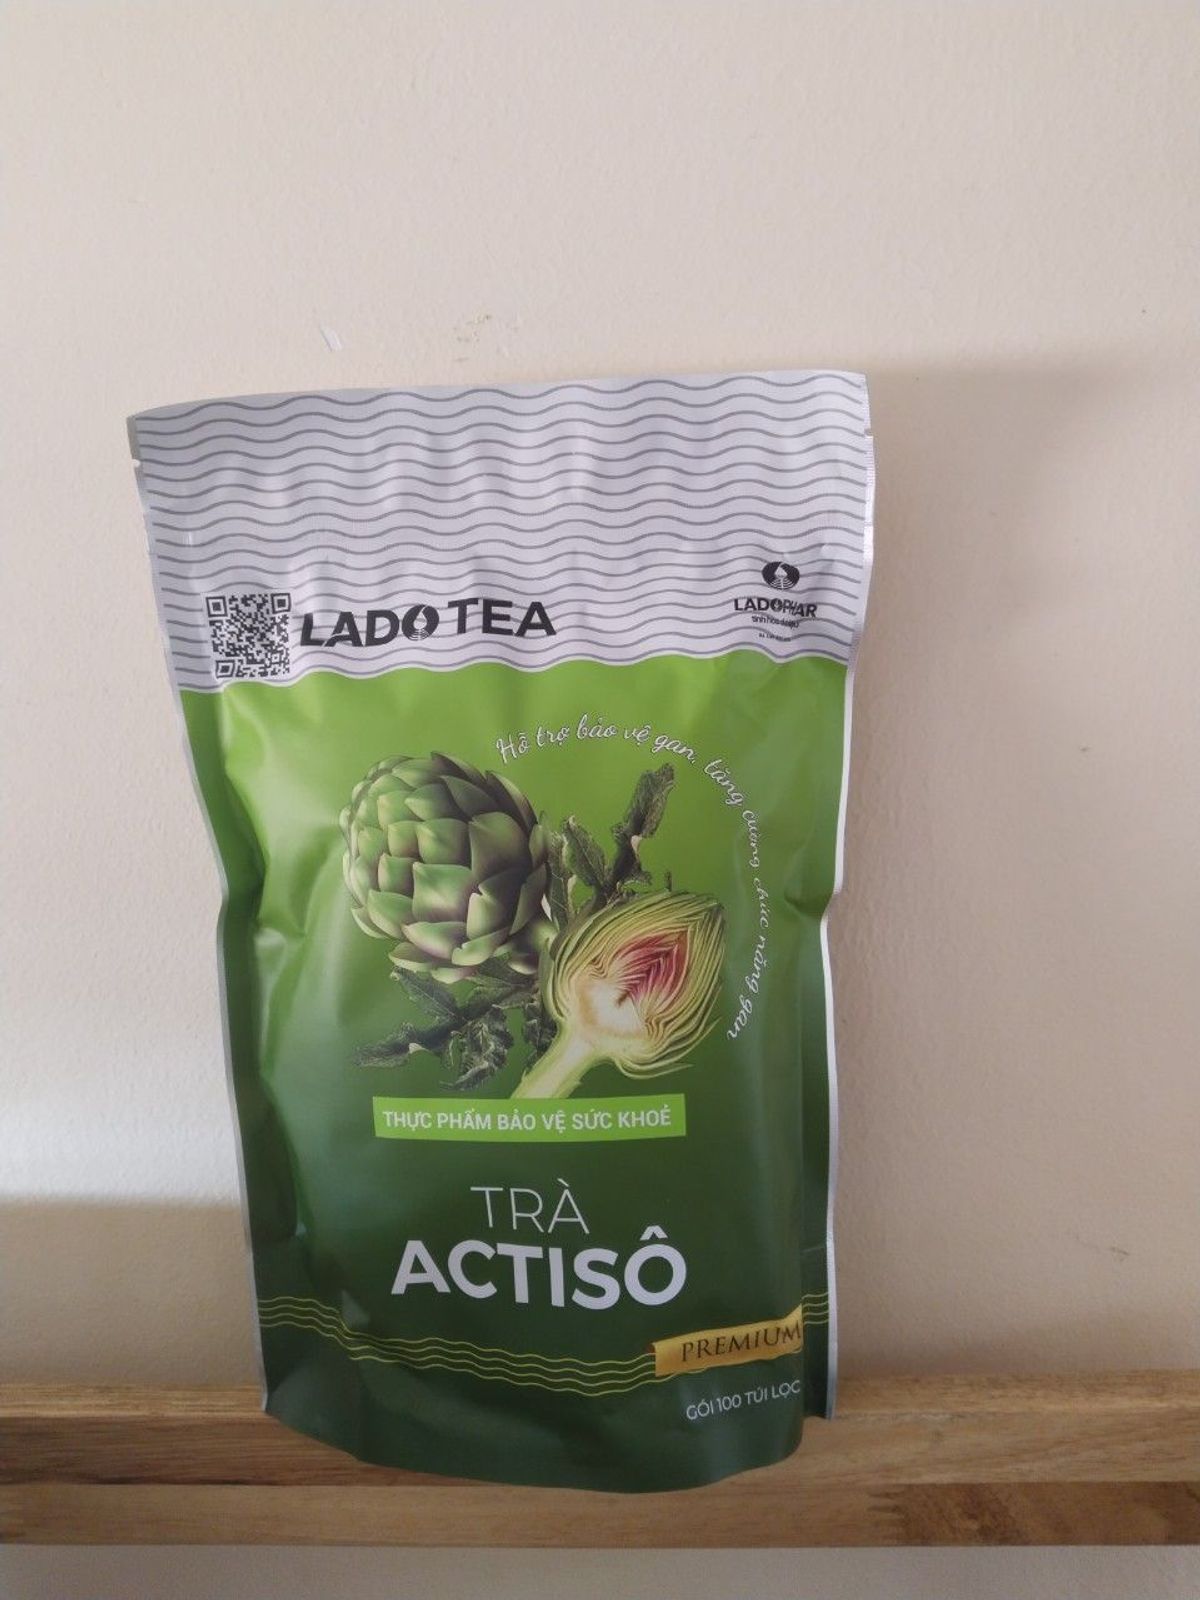 LADO TEA
LADOPHAR
Hỗ trợ bảo vệ gan, tăng cường chức năng gan
THỰC PHẨM BẢO VỆ SỨC KHOẺ
TRÀ
ACTISÔ
PREMIUM
GÓI 100 TÚI LỌC